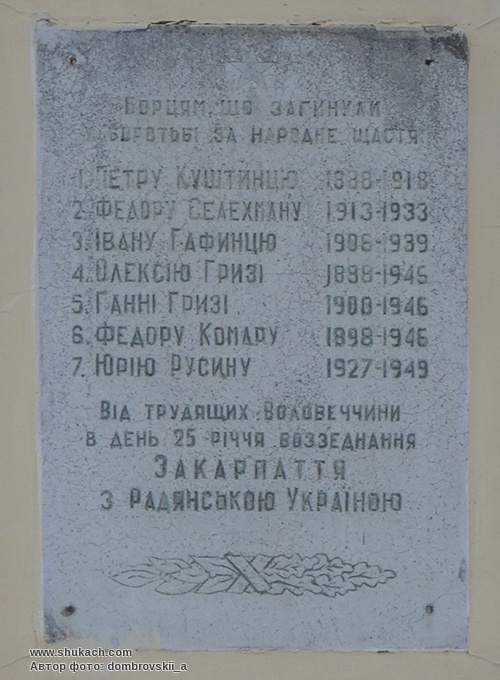 Борцям, що загинули
в боротьбі за народне щастя
1. Петру Куштинцю 1888-1918
2. Федору Селехману 1913-1933
3. Івану Гафинцю 1906-1939
4. Олексію Гризі 1898-1946
5. Ганні Гризі 1900-1946
6. Федору Комару 1898-1946
7. Юрію Русину 1927-1949
Від трудящих Воловеччини
в день 25 річчя воззєднання
Закарпаття
з Радянською Україною
www.shukach.com
Автор фото: dombrovskii_a